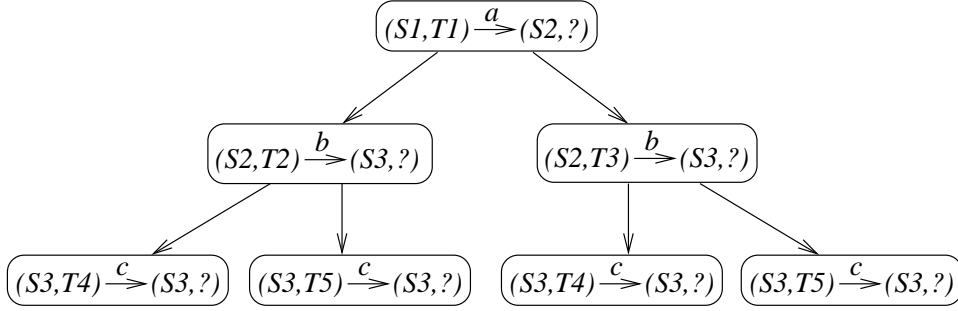 (S1,T1) a→ (S2,?)
(S2,T2) b→ (S3,?)
(S2,T3) b→ (S3,?)
(S3,T4) c→ (S3,?)
(S3,T5) c→ (S3,?)
(S3,T4) c→ (S3,?)
(S3,T5) c→ (S3,?)